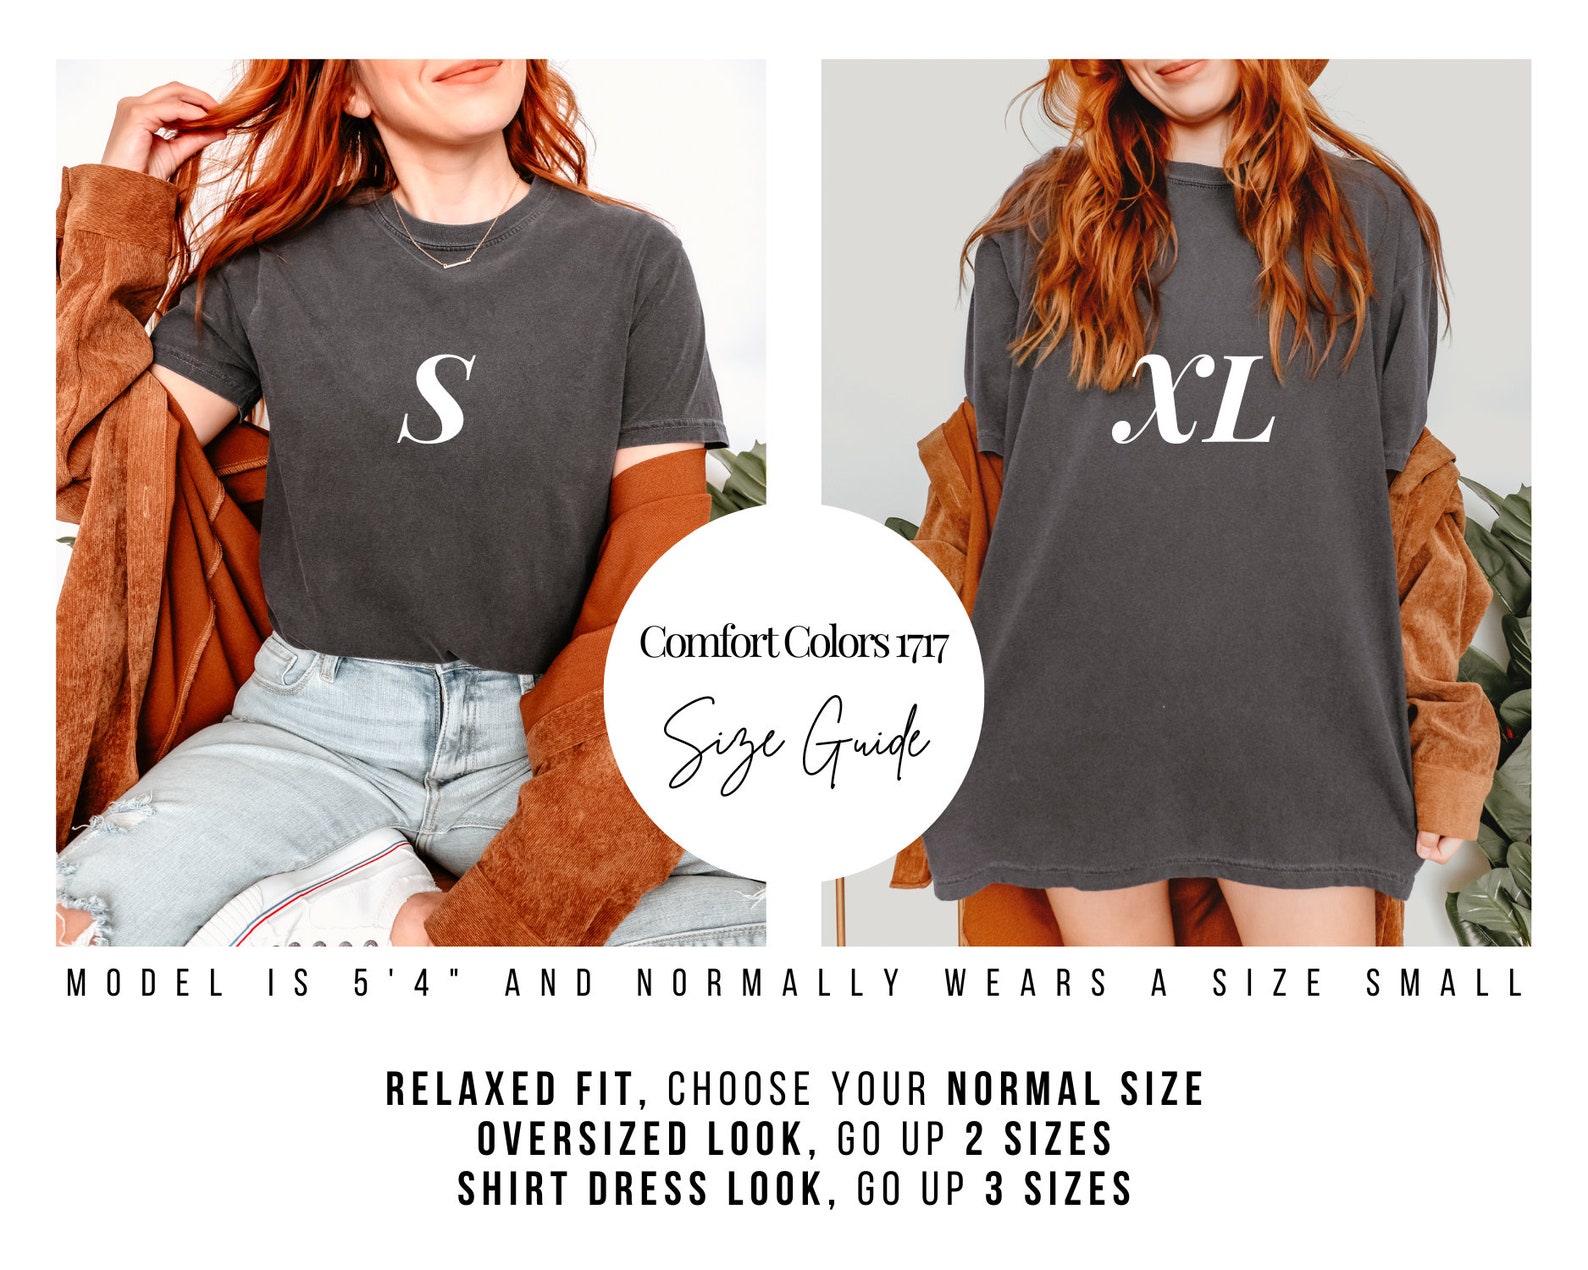 S
XL
Comfort Colors 1717
Size Guide
MODEL IS 5'4" AND NORMALLY WEARS A SIZE SMALL
RELAXED FIT, CHOOSE YOUR NORMAL SIZE
OVERSIZED LOOK, GO UP 2 SIZES
SHIRT DRESS LOOK, GO UP 3 SIZES